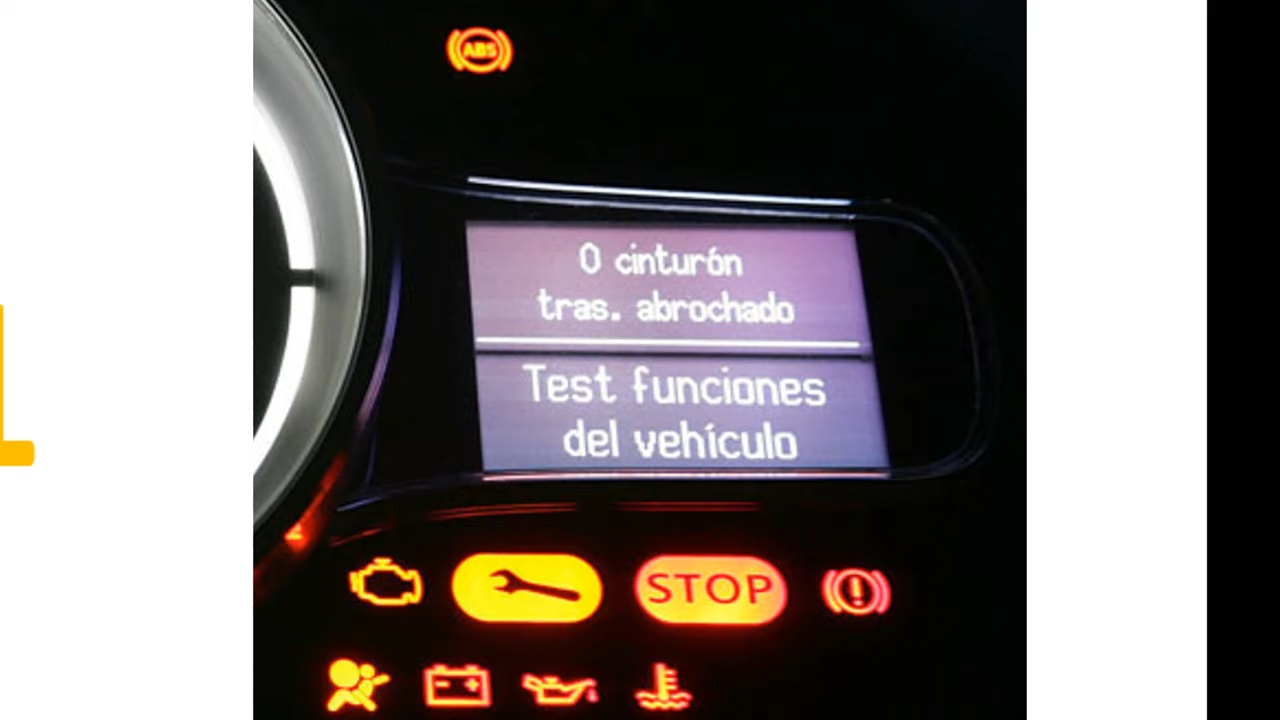 ABS
0 cinturón
tras. abrochado
Test funciones
del vehículo
STOP